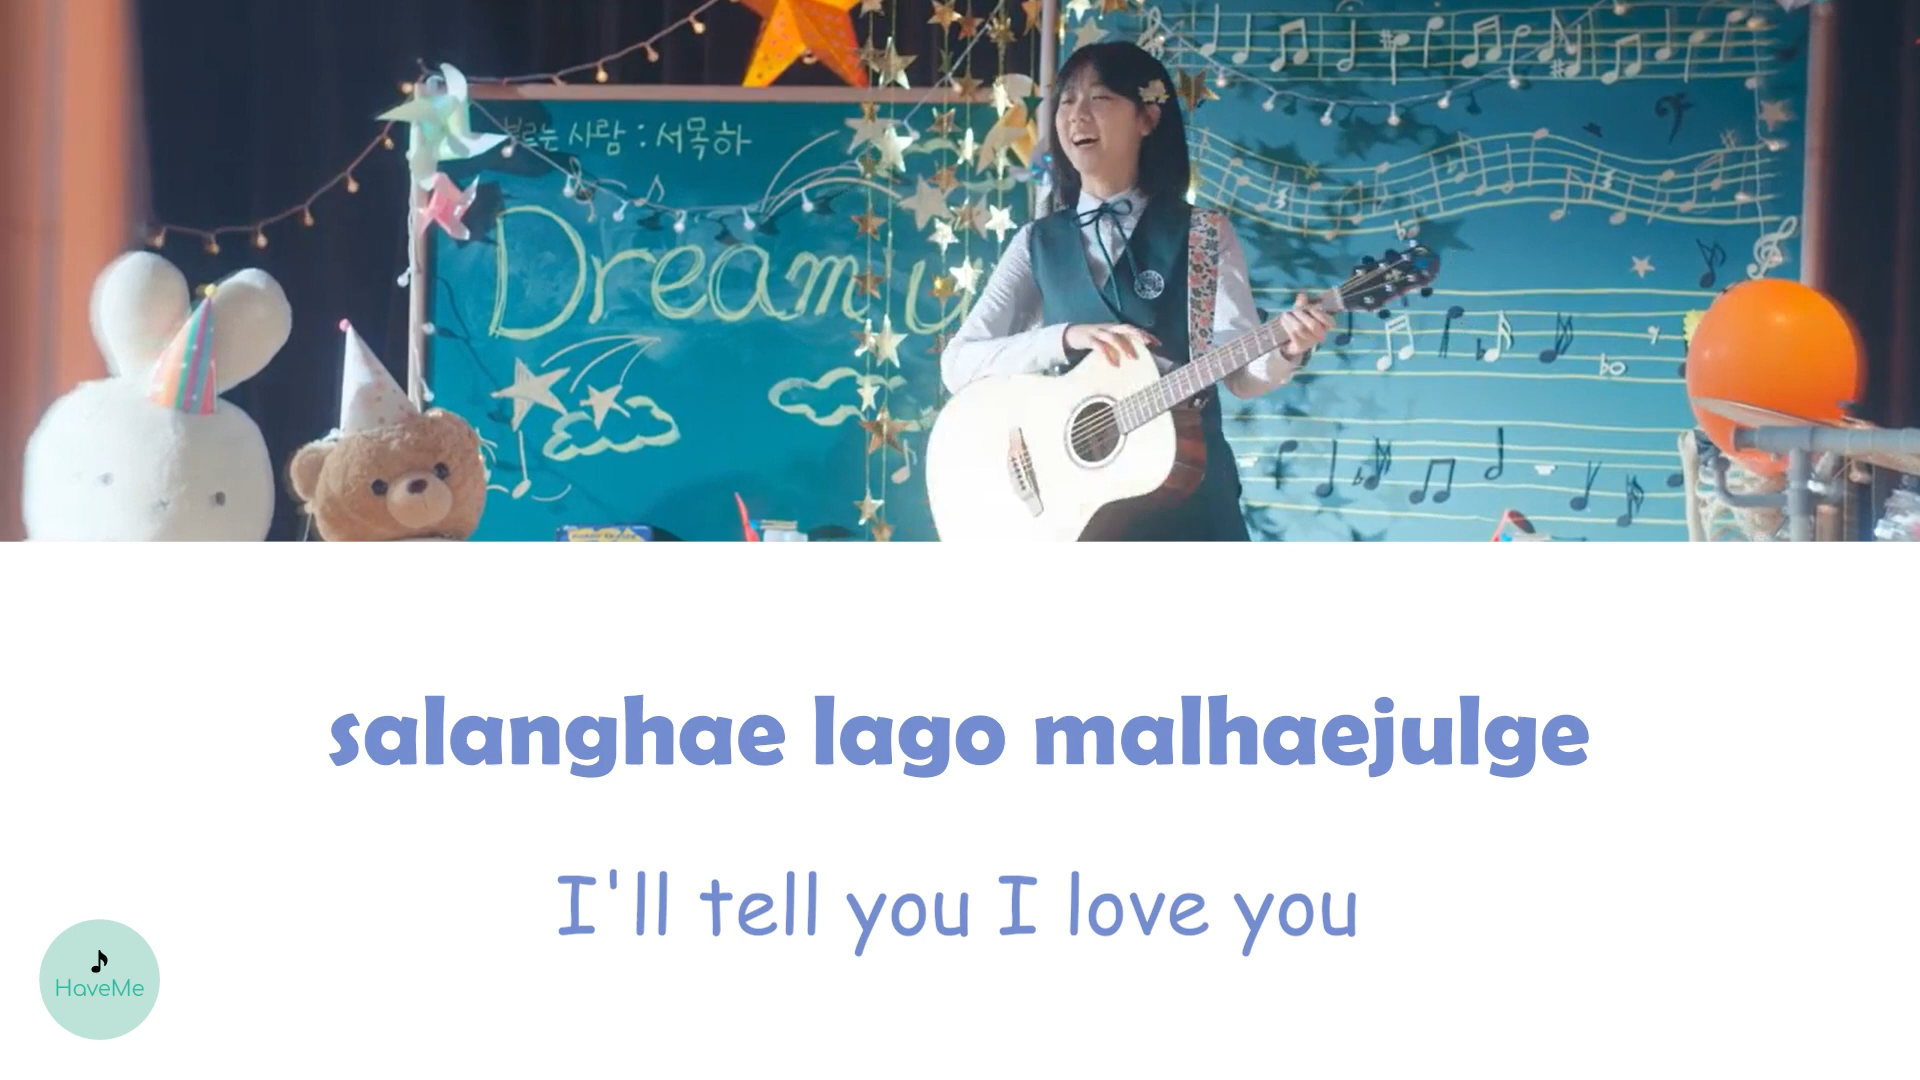 부르는 사람 : 서목하
Dream u
salanghae lago malhaejulge
I'll tell you I love you
HaveMe